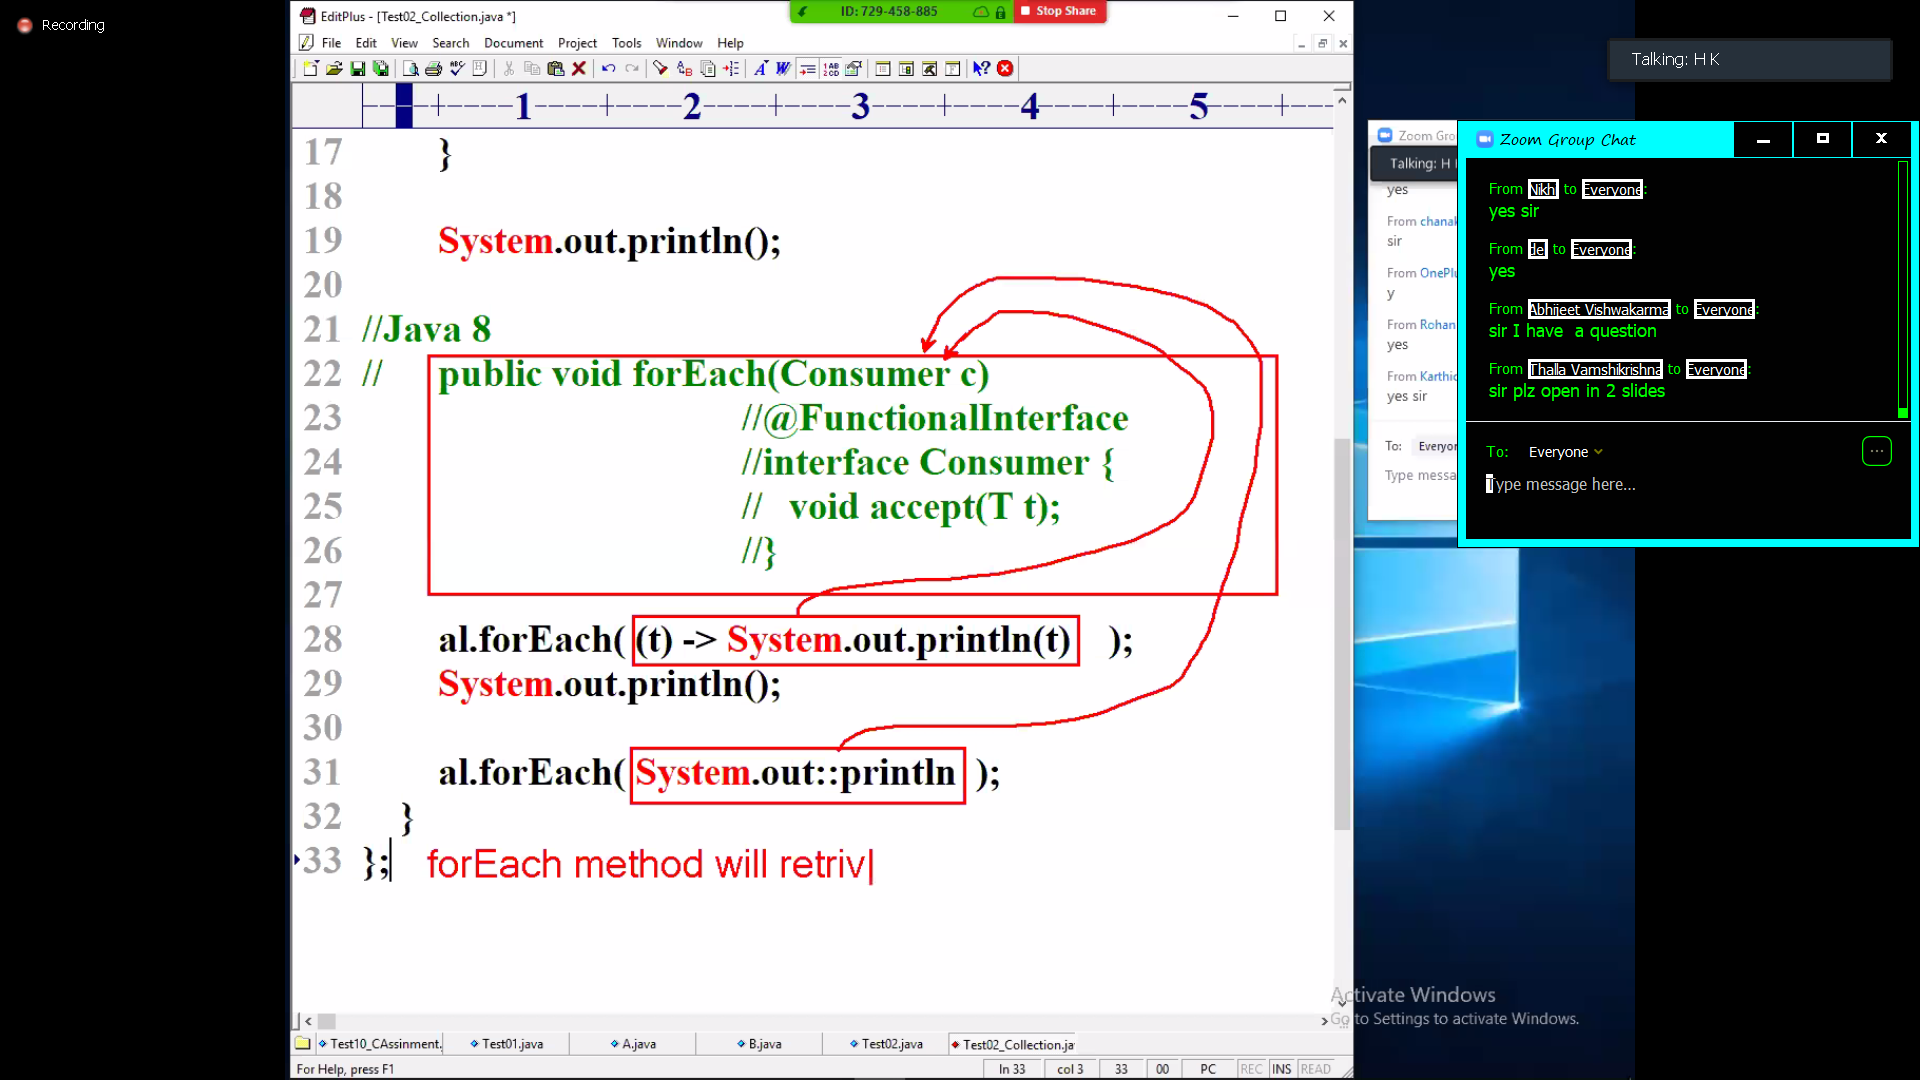 Recording
EditPlus - [Test02_Collection.java *]
ID: 729-458-885
Stop Share
File Edit View Search Document Project Tools Window Help
1 2 3 4 5
17 }
18
19 System.out.println();
20
21 //Java 8
22 // public void forEach(Consumer c)
23 //@FunctionalInterface
24 //interface Consumer {
25 // void accept(T t);
26 //}
27
28 al.forEach( (t) -> System.out.println(t) );
29 System.out.println();
30
31 al.forEach( System.out::println );
32 }
33 }; forEach method will retriv
Test10_CAssinment. Test01.java A.java B.java Test02.java Test02_Collection.ja
For Help, press F1 ln 33 col 3 33 00 PC REC INS READ
Talking: H K
Zoom Gro
Talking: H
yes
From chanak
sir
From OnePlu
y
From Rohan
yes
From Karthic
yes sir
To: Everyor
Type messa
Zoom Group Chat
From Nikh to Everyone:
yes sir
From de to Everyone:
yes
From Abhijeet Vishwakarma to Everyone:
sir I have a question
From Thalla Vamshikrishna to Everyone:
sir plz open in 2 slides
To: Everyone
Type message here...
Activate Windows
Go to Settings to activate Windows.